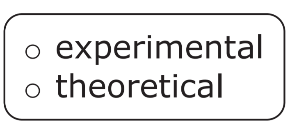 ○ experimental
○ theoretical